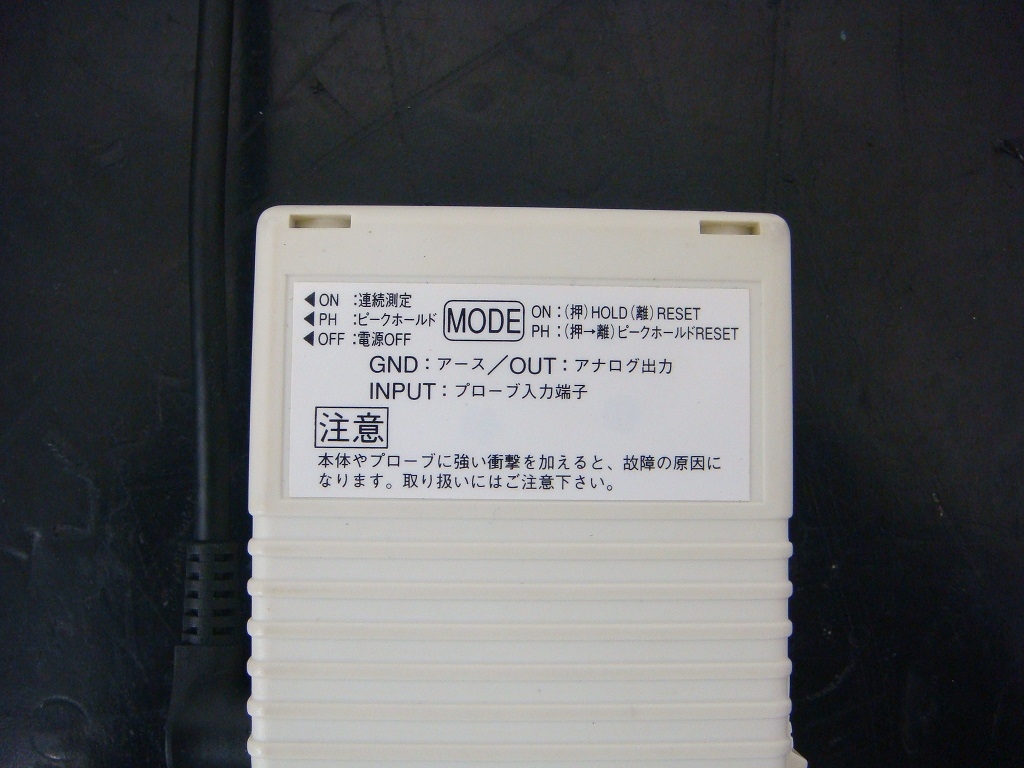 ◀ ON :連続測定
◀ PH :ピークホールド
◀ OFF :電源OFF
MODE
ON:(押)HOLD(離)RESET
PH:(押→離)ピークホールドRESET
GND:アース/OUT:アナログ出力
INPUT:プローブ入力端子
注意
本体やプローブに強い衝撃を加えると、故障の原因に
なります。取り扱いにはご注意下さい。